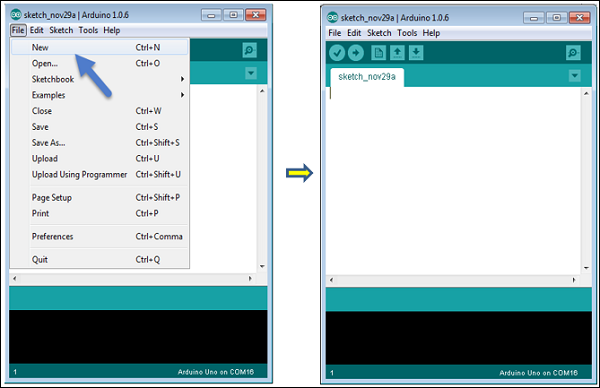 sketch_nov29a | Arduino 1.0.6
File Edit Sketch Tools Help
New Ctrl+N
Open... Ctrl+O
Sketchbook
Examples
Close Ctrl+W
Save Ctrl+S
Save As... Ctrl+Shift+S
Upload Ctrl+U
Upload Using Programmer Ctrl+Shift+U
Page Setup Ctrl+Shift+P
Print Ctrl+P
Preferences Ctrl+Comma
Quit Ctrl+Q
1 Arduino Uno on COM16
sketch_nov29a | Arduino 1.0.6
File Edit Sketch Tools Help
sketch_nov29a
1 Arduino Uno on COM16